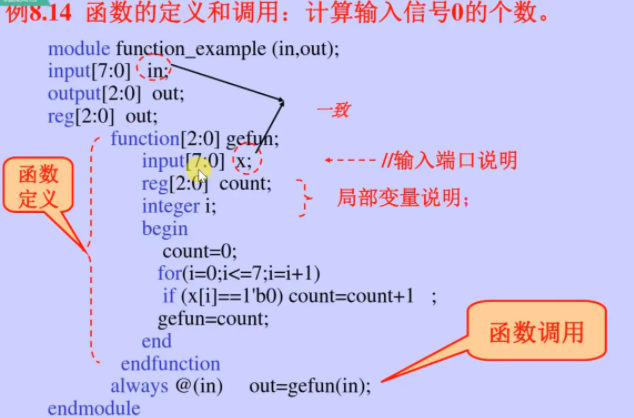 例8.14 函数的定义和调用：计算输入信号0的个数。
module function_example (in,out);
input[7:0] in;
output[2:0] out;
reg[2:0] out;
一致
function[2:0] gefun;
input[7:0] x; //输入端口说明
函数
定义
reg[2:0] count;
integer i;
局部变量说明；
begin
count=0;
for(i=0;i<=7;i=i+1)
if (x[i]==1'b0) count=count+1 ;
gefun=count;
end
endfunction
函数调用
always @(in) out=gefun(in);
endmodule